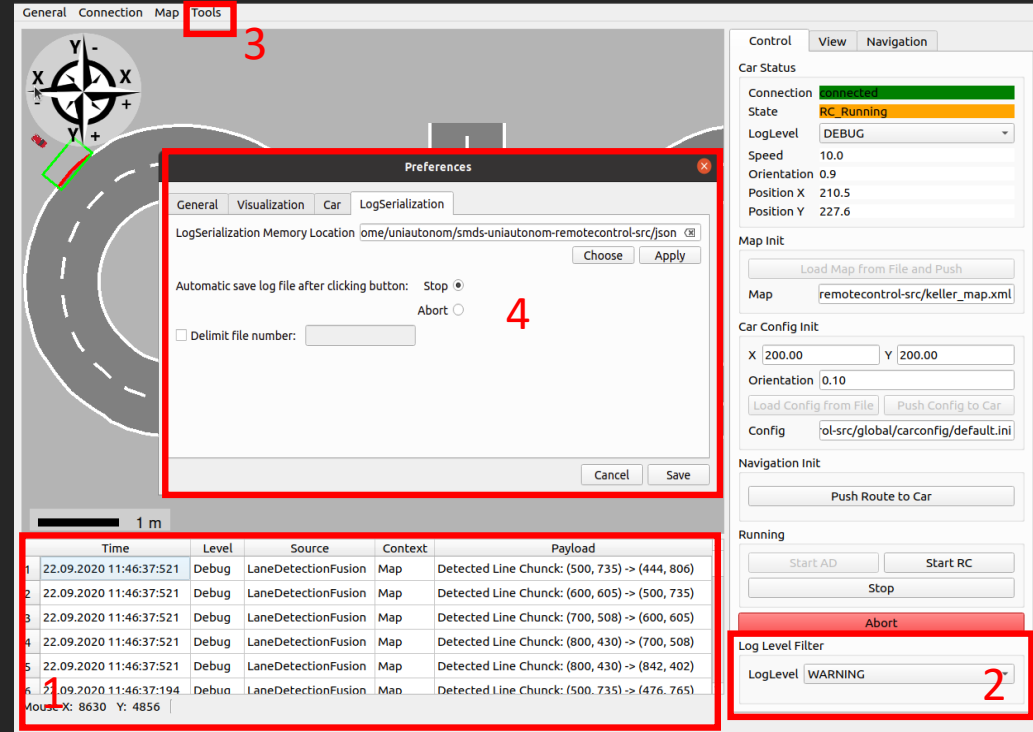 General Connection Map Tools
3
Y -
X X
- +
Y +
Preferences
General Visualization Car LogSerialization
LogSerialization Memory Location ome/uniautonom/smds-uniautonom-remotecontrol-src/json
Choose Apply
Automatic save log file after clicking button: Stop
Abort
4
Delimit file number:
Cancel Save
1 m
Time Level Source Context Payload
1 22.09.2020 11:46:37:521 Debug LaneDetectionFusion Map Detected Line Chunck: (500, 735) -> (444, 806)
2 22.09.2020 11:46:37:521 Debug LaneDetectionFusion Map Detected Line Chunck: (600, 605) -> (500, 735)
3 22.09.2020 11:46:37:521 Debug LaneDetectionFusion Map Detected Line Chunck: (700, 508) -> (600, 605)
4 22.09.2020 11:46:37:521 Debug LaneDetectionFusion Map Detected Line Chunck: (800, 430) -> (700, 508)
5 22.09.2020 11:46:37:521 Debug LaneDetectionFusion Map Detected Line Chunck: (800, 430) -> (842, 402)
6 22.09.2020 11:46:37:194 Debug LaneDetectionFusion Map Detected Line Chunck: (500, 735) -> (476, 765)
1
Mouse X: 8630 Y: 4856
Control View Navigation
Car Status
Connection connected
State RC_Running
LogLevel DEBUG
Speed 10.0
Orientation 0.9
Position X 210.5
Position Y 227.6
Map Init
Load Map from File and Push
Map remotecontrol-src/keller_map.xml
Car Config Init
X 200.00 Y 200.00
Orientation 0.10
Load Config from File Push Config to Car
Config rol-src/global/carconfig/default.ini
Navigation Init
Push Route to Car
Running
Start AD Start RC
Stop
Abort
Log Level Filter
LogLevel WARNING
2